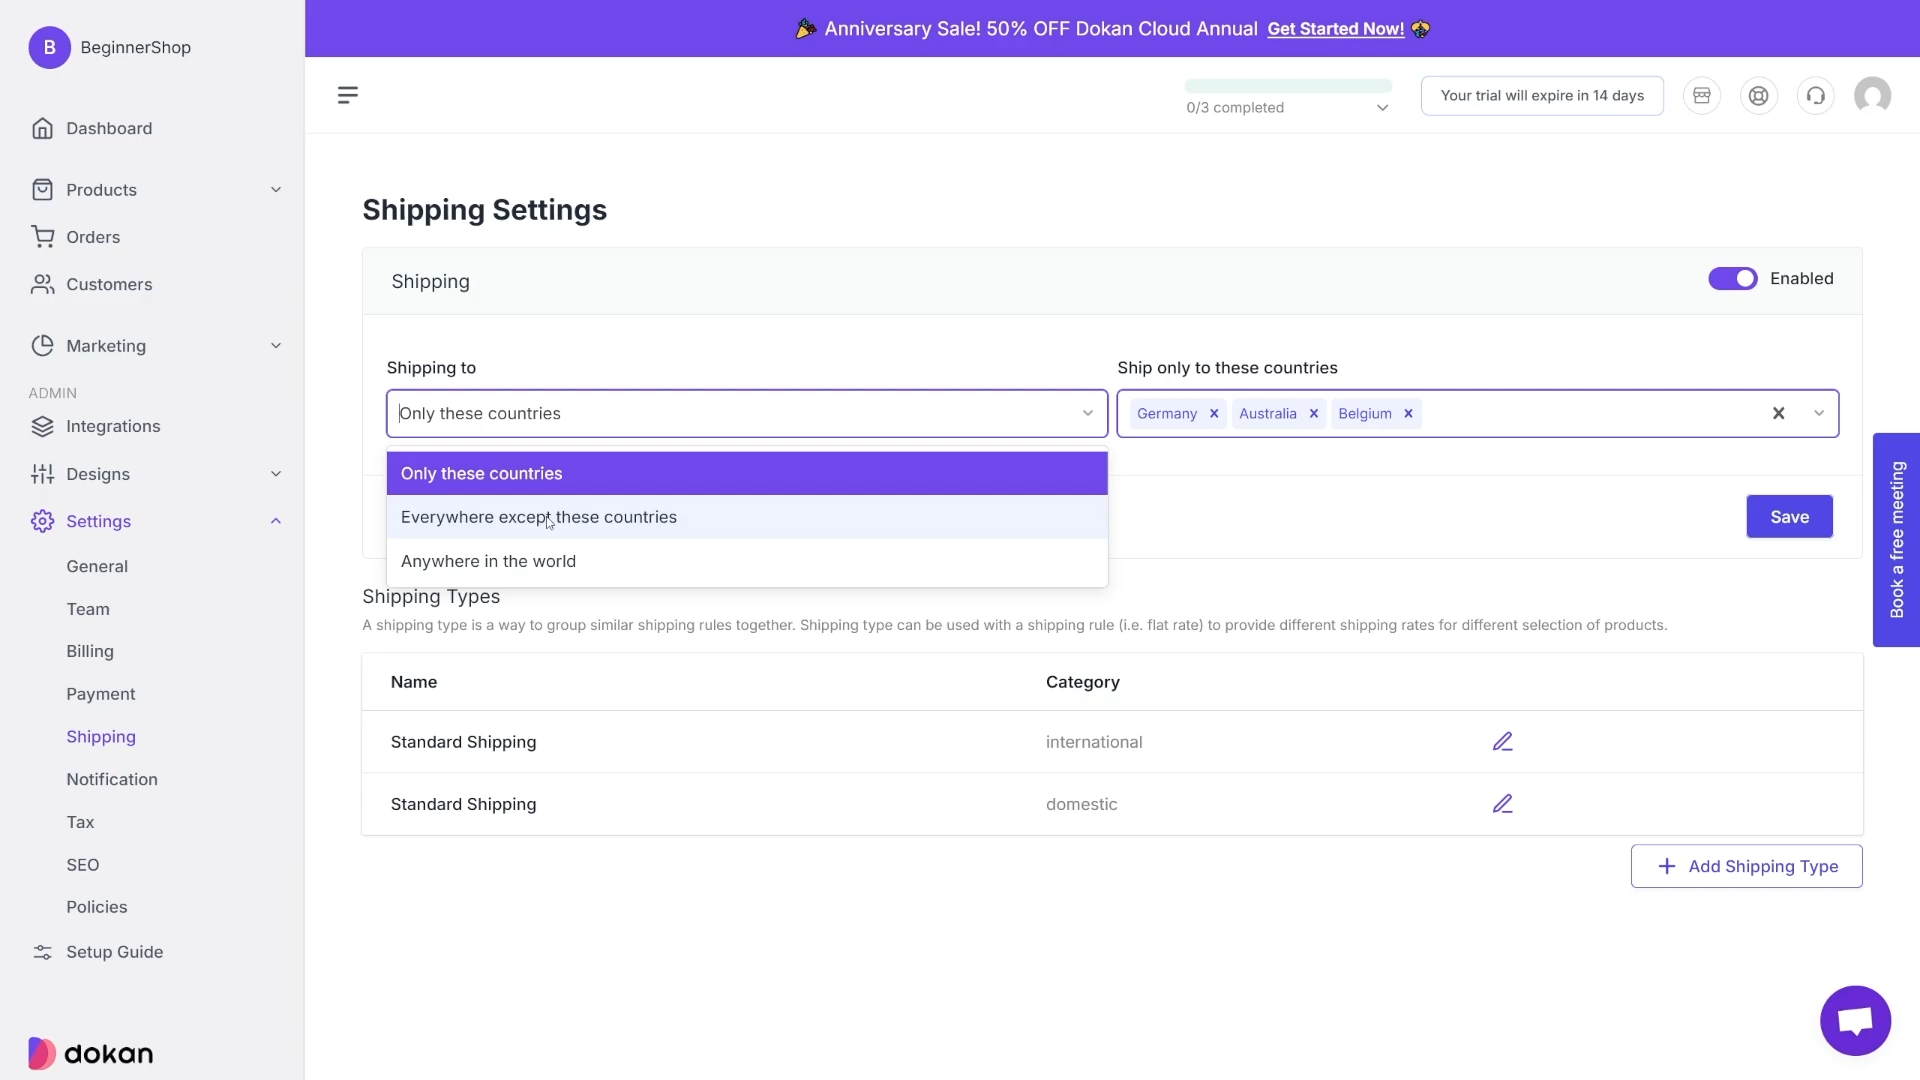 B BeginnerShop
Anniversary Sale! 50% OFF Dokan Cloud Annual Get Started Now!
0/3 completed
Your trial will expire in 14 days
Dashboard
Products
Orders
Customers
Marketing
ADMIN
Integrations
Designs
Settings
General
Team
Billing
Payment
Shipping
Notification
Tax
SEO
Policies
Setup Guide
dokan
Shipping Settings
Shipping
Enabled
Shipping to
Only these countries
Only these countries
Everywhere except these countries
Anywhere in the world
Ship only to these countries
Germany Australia Belgium
Save
Shipping Types
A shipping type is a way to group similar shipping rules together. Shipping type can be used with a shipping rule (i.e. flat rate) to provide different shipping rates for different selection of products.
Name Category
Standard Shipping international
Standard Shipping domestic
Add Shipping Type
Book a free meeting